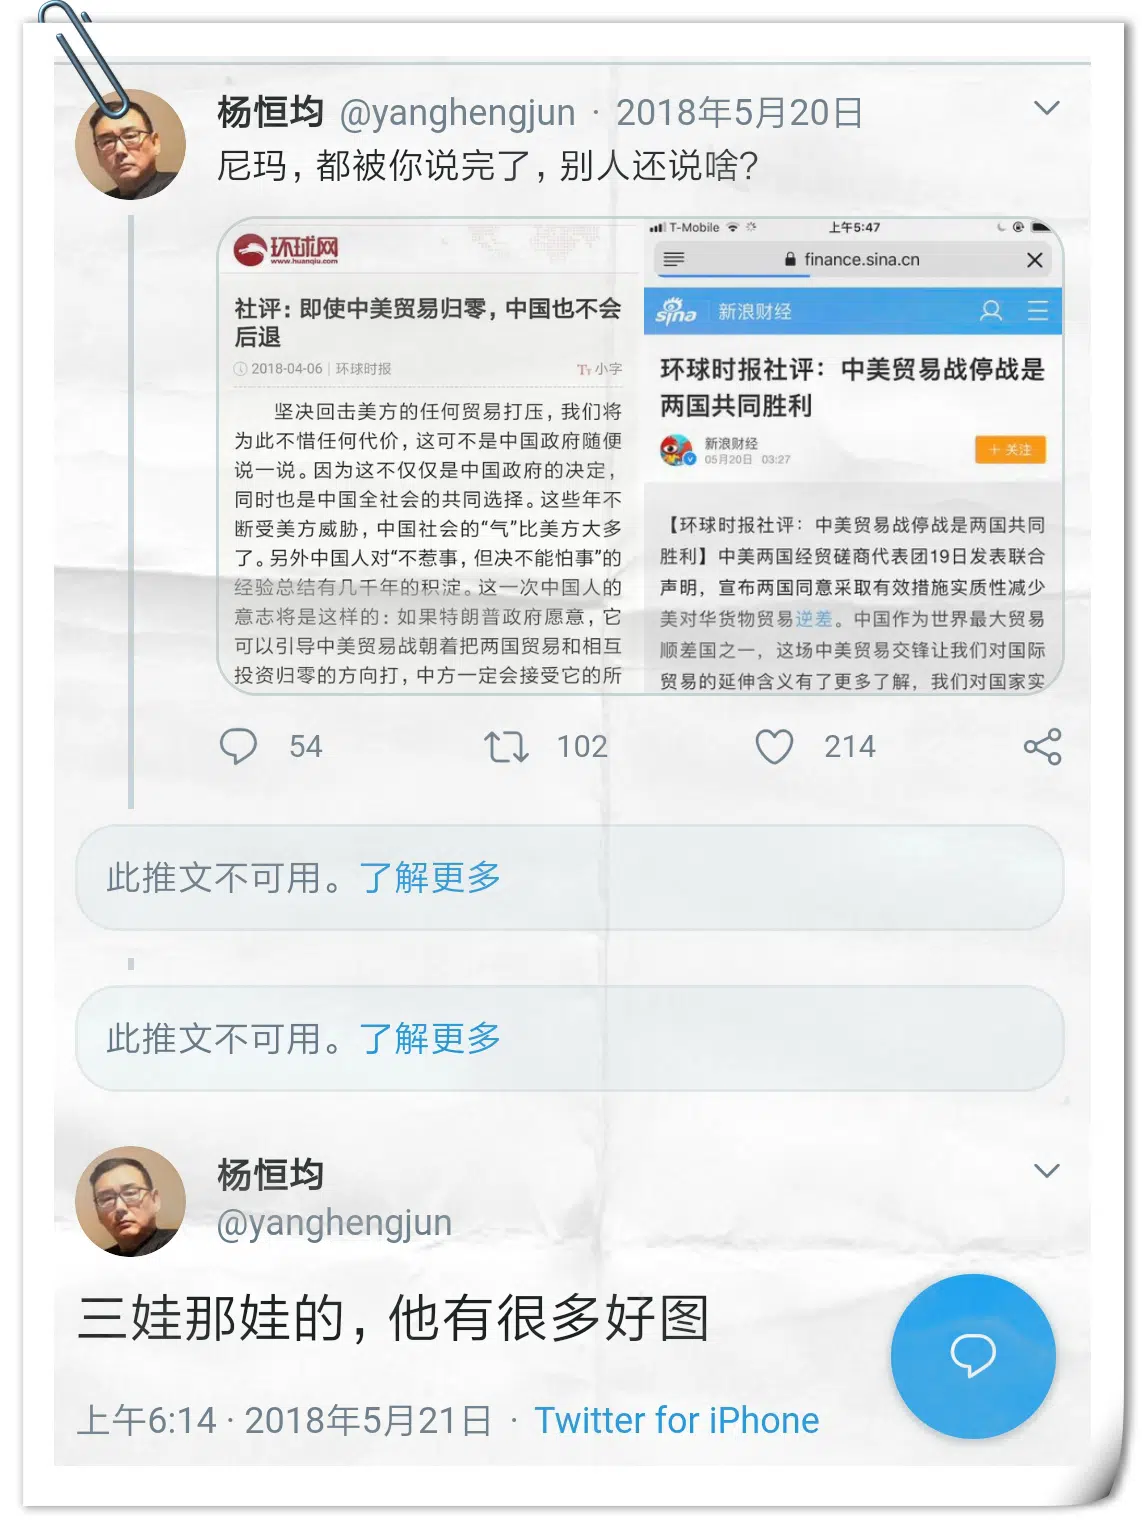 杨恒均 @yanghengjun · 2018年5月20日
尼玛，都被你说完了，别人还说啥？
环球网
www.huanqiu.com
社评：即使中美贸易归零，中国也不会
后退
2018-04-06 | 环球时报
TT 小字
坚决回击美方的任何贸易打压，我们将
为此不惜任何代价，这可不是中国政府随便
说一说。因为这不仅仅是中国政府的决定，
同时也是中国全社会的共同选择。这些年不
断受美方威胁，中国社会的“气”比美方大多
了。另外中国人对“不惹事，但决不能怕事”的
经验总结有几千年的积淀。这一次中国人的
意志将是这样的：如果特朗普政府愿意，它
可以引导中美贸易战朝着把两国贸易和相互
投资归零的方向打，中方一定会接受它的所
T-Mobile 上午5:47
finance.sina.cn
sina 新浪财经
环球时报社评：中美贸易战停战是
两国共同胜利
新浪财经
05月20日 03:27
+ 关注
【环球时报社评：中美贸易战停战是两国共同
胜利】中美两国经贸磋商代表团19日发表联合
声明，宣布两国同意采取有效措施实质性减少
美对华货物贸易逆差。中国作为世界最大贸易
顺差国之一，这场中美贸易交锋让我们对国际
贸易的延伸含义有了更多了解，我们对国家实
54 102 214
此推文不可用。了解更多
此推文不可用。了解更多
杨恒均
@yanghengjun
三娃那娃的，他有很多好图
上午6:14 · 2018年5月21日 · Twitter for iPhone